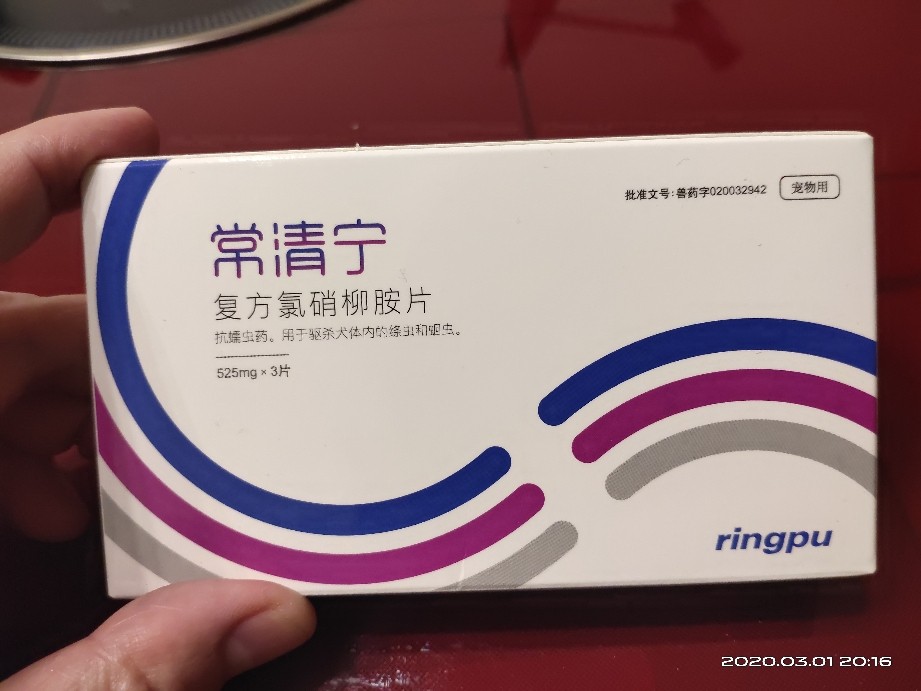 批准文号:兽药字020032942 宠物用
常清宁
复方氯硝柳胺片
抗蠕虫药。用于驱杀犬体内的绦虫和蛔虫。
525mg×3片
ringpu
2020.03.01 20:16